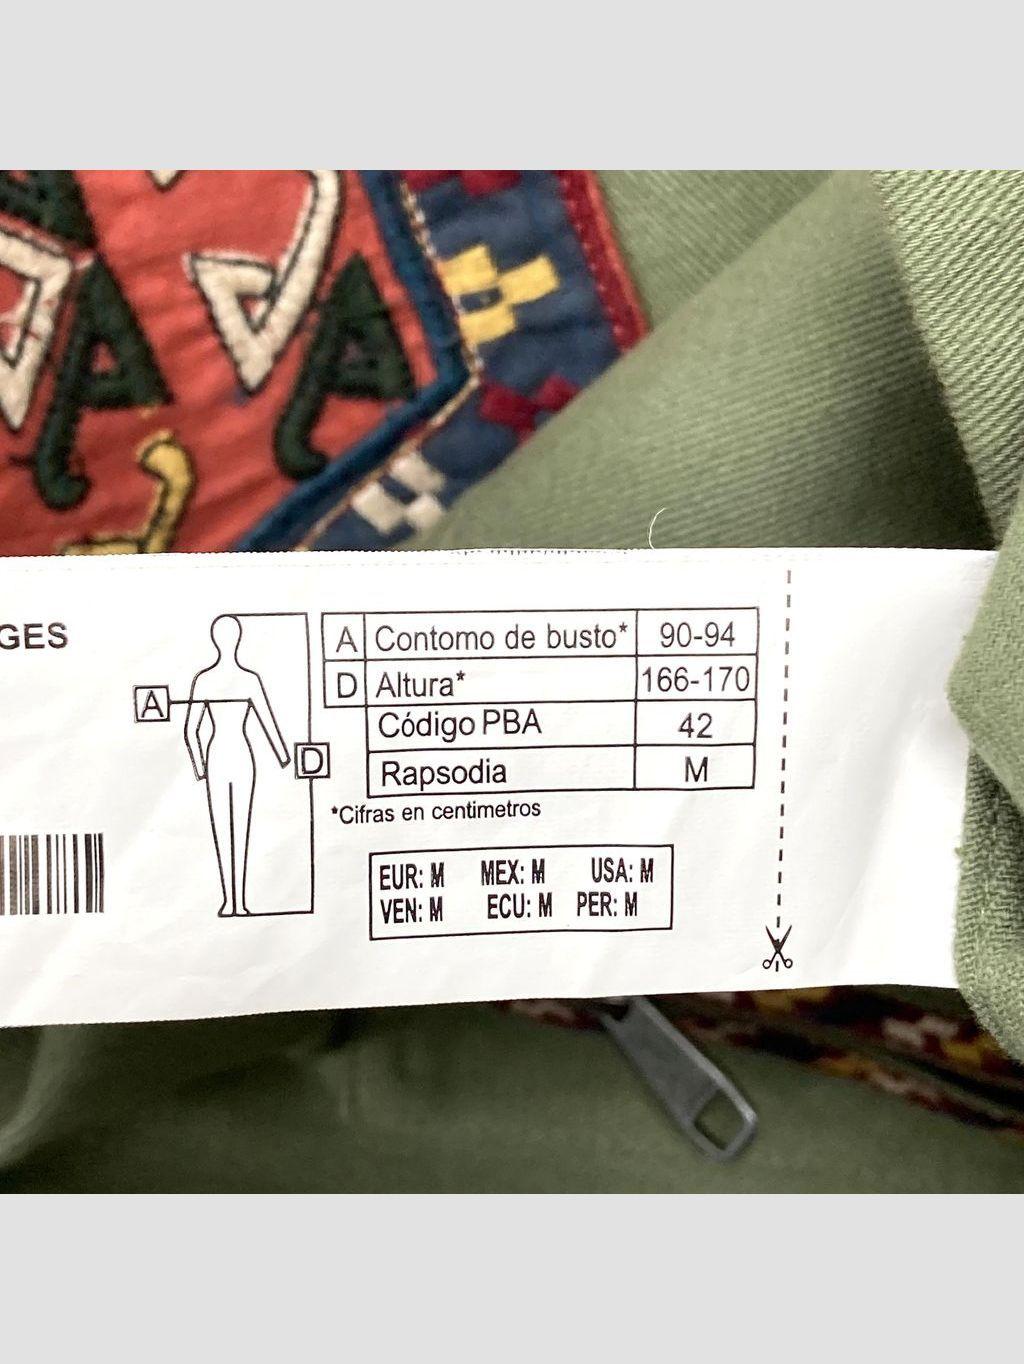 GES
A Contorno de busto* 90-94
D Altura* 166-170
Código PBA 42
Rapsodia M
A
D
*Cifras en centimetros
EUR: M MEX: M USA: M
VEN: M ECU: M PER: M